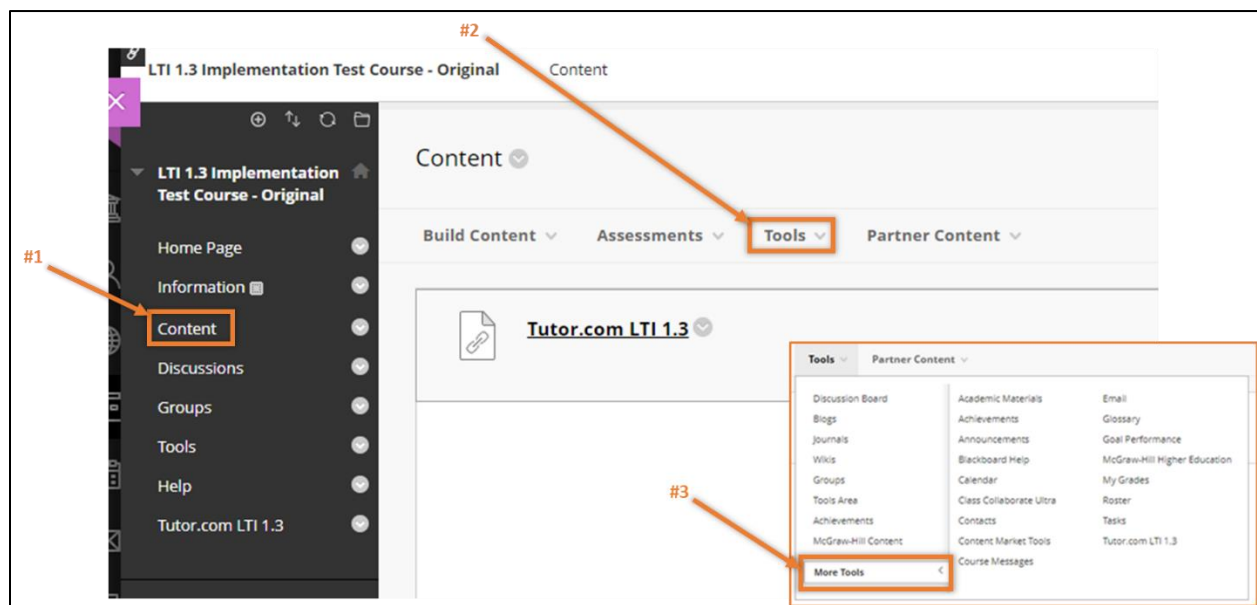 #2
LTI 1.3 Implementation Test Course - Original Content
LTI 1.3 Implementation
Test Course - Original
Home Page
Information
#1
Content
Discussions
Groups
Tools
Help
Tutor.com LTI 1.3
Content
Build Content Assessments Tools Partner Content
Tutor.com LTI 1.3
Tools Partner Content
Discussion Board Academic Materials Email
Blogs Achievements Glossary
Journals Announcements Goal Performance
Wikis Blackboard Help McGraw-Hill Higher Education
Groups Calendar My Grades
#3
Tools Area Class Collaborate Ultra Roster
Achievements Contacts Tasks
McGraw-Hill Content Content Market Tools Tutor.com LTI 1.3
Course Messages
More Tools